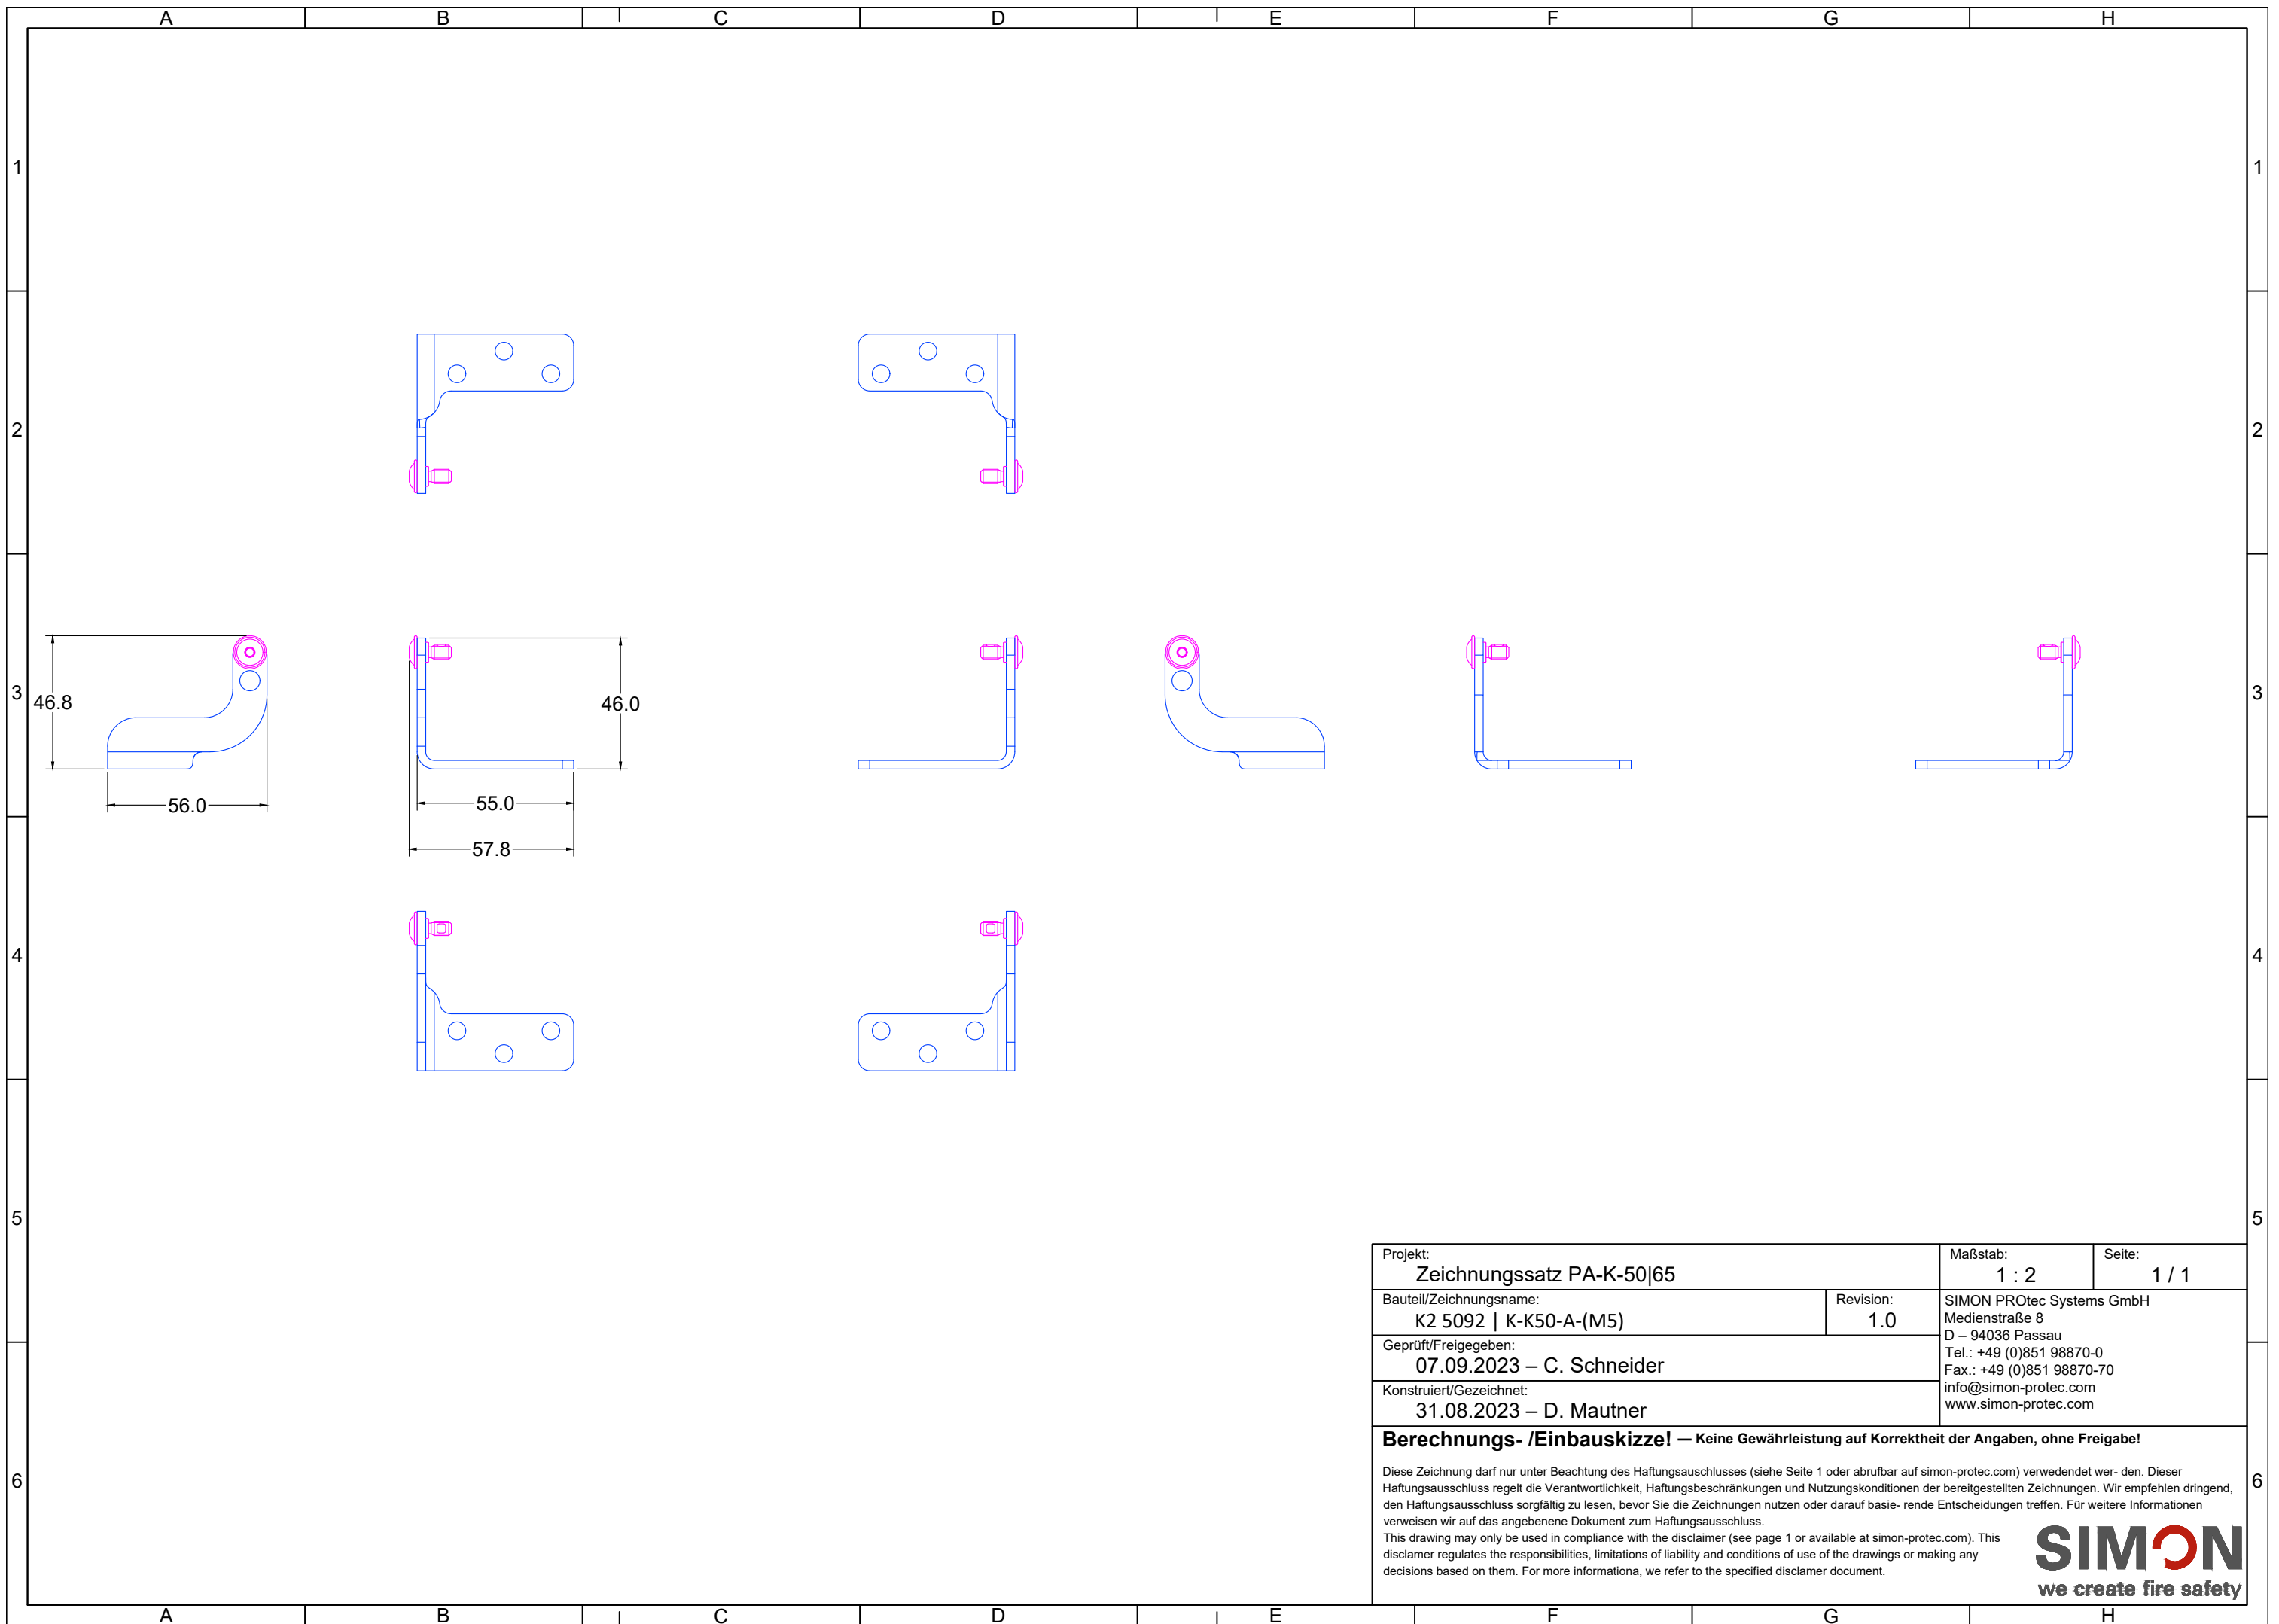 A B C D E F G H
1 1
2 2
46.8
3 3
46.0
56.0
55.0
57.8
4 4
5 5
Projekt:
Zeichnungssatz PA-K-50|65
Maßstab:
1 : 2
Seite:
1 / 1
Bauteil/Zeichnungsname:
K2 5092 | K-K50-A-(M5)
Revision:
1.0
Geprüft/Freigegeben:
07.09.2023 – C. Schneider
Konstruiert/Gezeichnet:
31.08.2023 – D. Mautner
SIMON PROtec Systems GmbH
Medienstraße 8
D – 94036 Passau
Tel.: +49 (0)851 98870-0
Fax.: +49 (0)851 98870-70
info@simon-protec.com
www.simon-protec.com
Berechnungs- /Einbauskizze! — Keine Gewährleistung auf Korrektheit der Angaben, ohne Freigabe!
6 6
Diese Zeichnung darf nur unter Beachtung des Haftungsauschlusses (siehe Seite 1 oder abrufbar auf simon-protec.com) verwedendet wer- den. Dieser
Haftungsausschluss regelt die Verantwortlichkeit, Haftungsbeschränkungen und Nutzungskonditionen der bereitgestellten Zeichnungen. Wir empfehlen dringend,
den Haftungsausschluss sorgfältig zu lesen, bevor Sie die Zeichnungen nutzen oder darauf basie- rende Entscheidungen treffen. Für weitere Informationen
verweisen wir auf das angebenene Dokument zum Haftungsausschluss.
This drawing may only be used in compliance with the disclaimer (see page 1 or available at simon-protec.com). This
disclamer regulates the responsibilities, limitations of liability and conditions of use of the drawings or making any
decisions based on them. For more informationa, we refer to the specified disclamer document.
SIMON
we create fire safety
A B C D E F G H